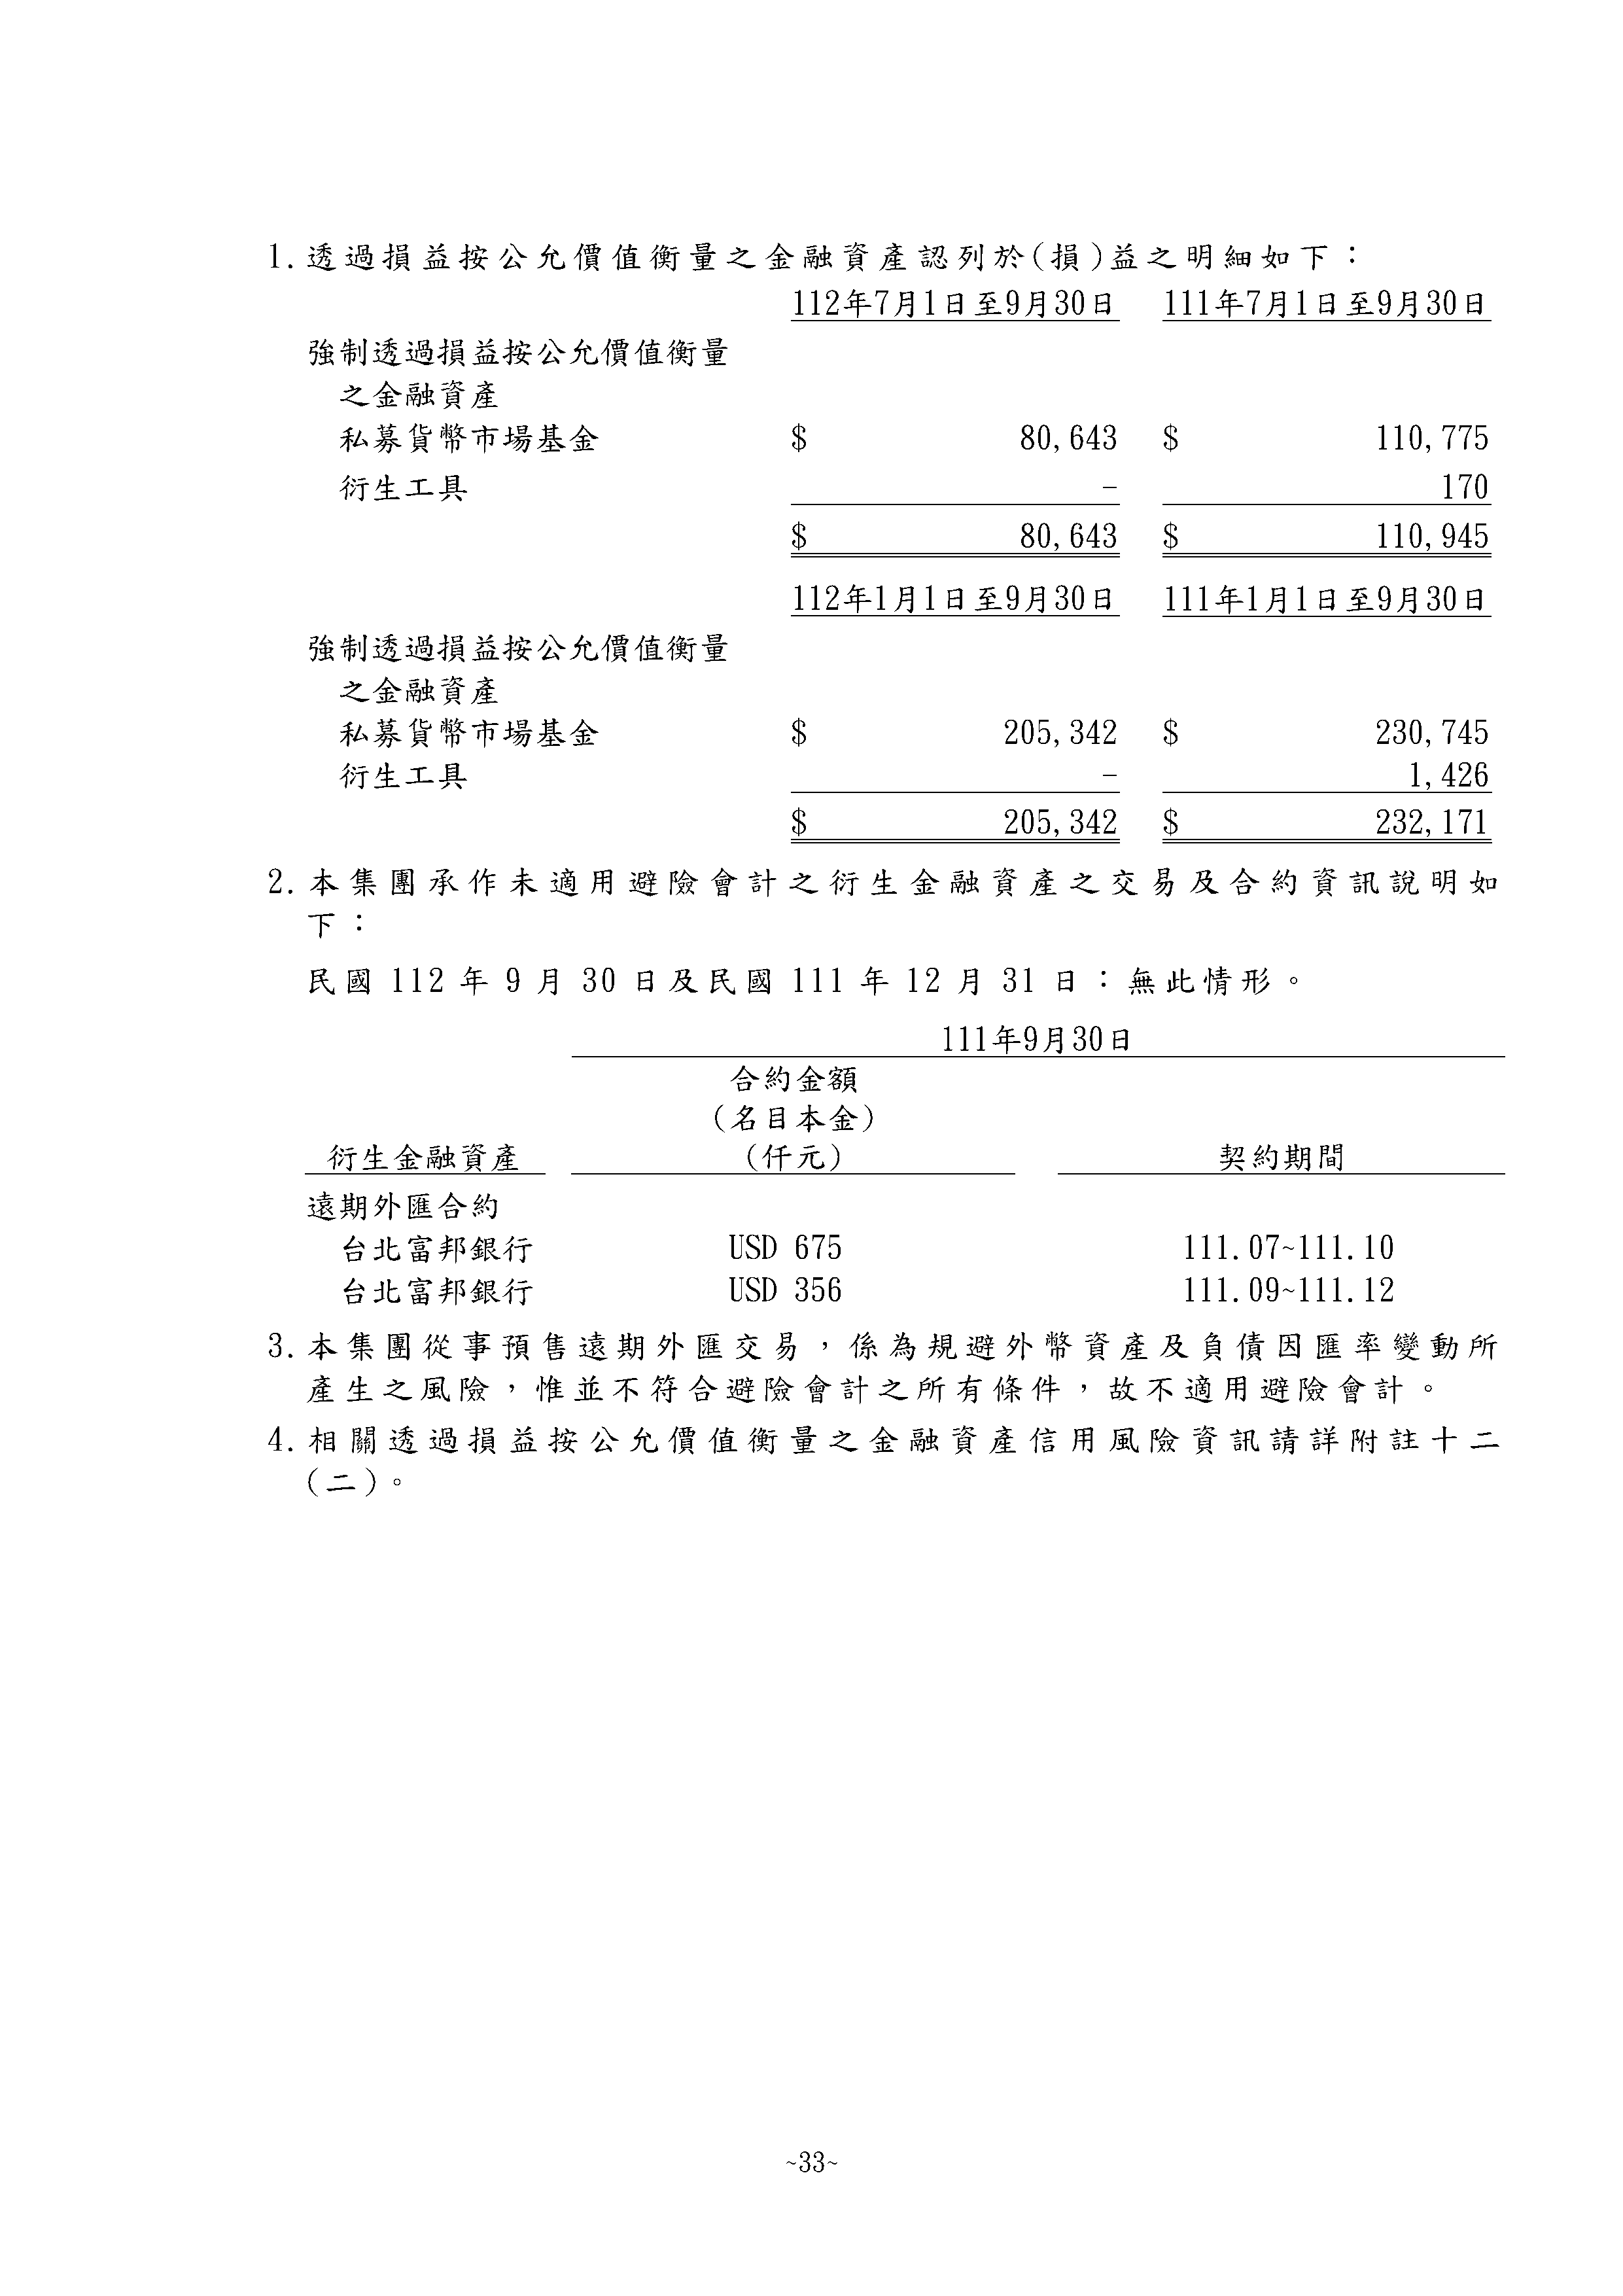 1.透過損益按公允價值衡量之金融資產認列於(損)益之明細如下：
112年7月1日至9月30日 111年7月1日至9月30日
強制透過損益按公允價值衡量
之金融資產
私募貨幣市場基金 $ 80,643 $ 110,775
衍生工具 - 170
$ 80,643 $ 110,945
112年1月1日至9月30日 111年1月1日至9月30日
強制透過損益按公允價值衡量
之金融資產
私募貨幣市場基金 $ 205,342 $ 230,745
衍生工具 - 1,426
$ 205,342 $ 232,171
2.本集團承作未適用避險會計之衍生金融資產之交易及合約資訊說明如
下：
民國 112 年 9 月 30 日及民國 111 年 12 月 31 日：無此情形。
111年9月30日
合約金額
(名目本金)
衍生金融資產 (仟元) 契約期間
遠期外匯合約
台北富邦銀行 USD 675 111.07~111.10
台北富邦銀行 USD 356 111.09~111.12
3.本集團從事預售遠期外匯交易，係為規避外幣資產及負債因匯率變動所
產生之風險，惟並不符合避險會計之所有條件，故不適用避險會計。
4.相關透過損益按公允價值衡量之金融資產信用風險資訊請詳附註十二
(二)。
~33~